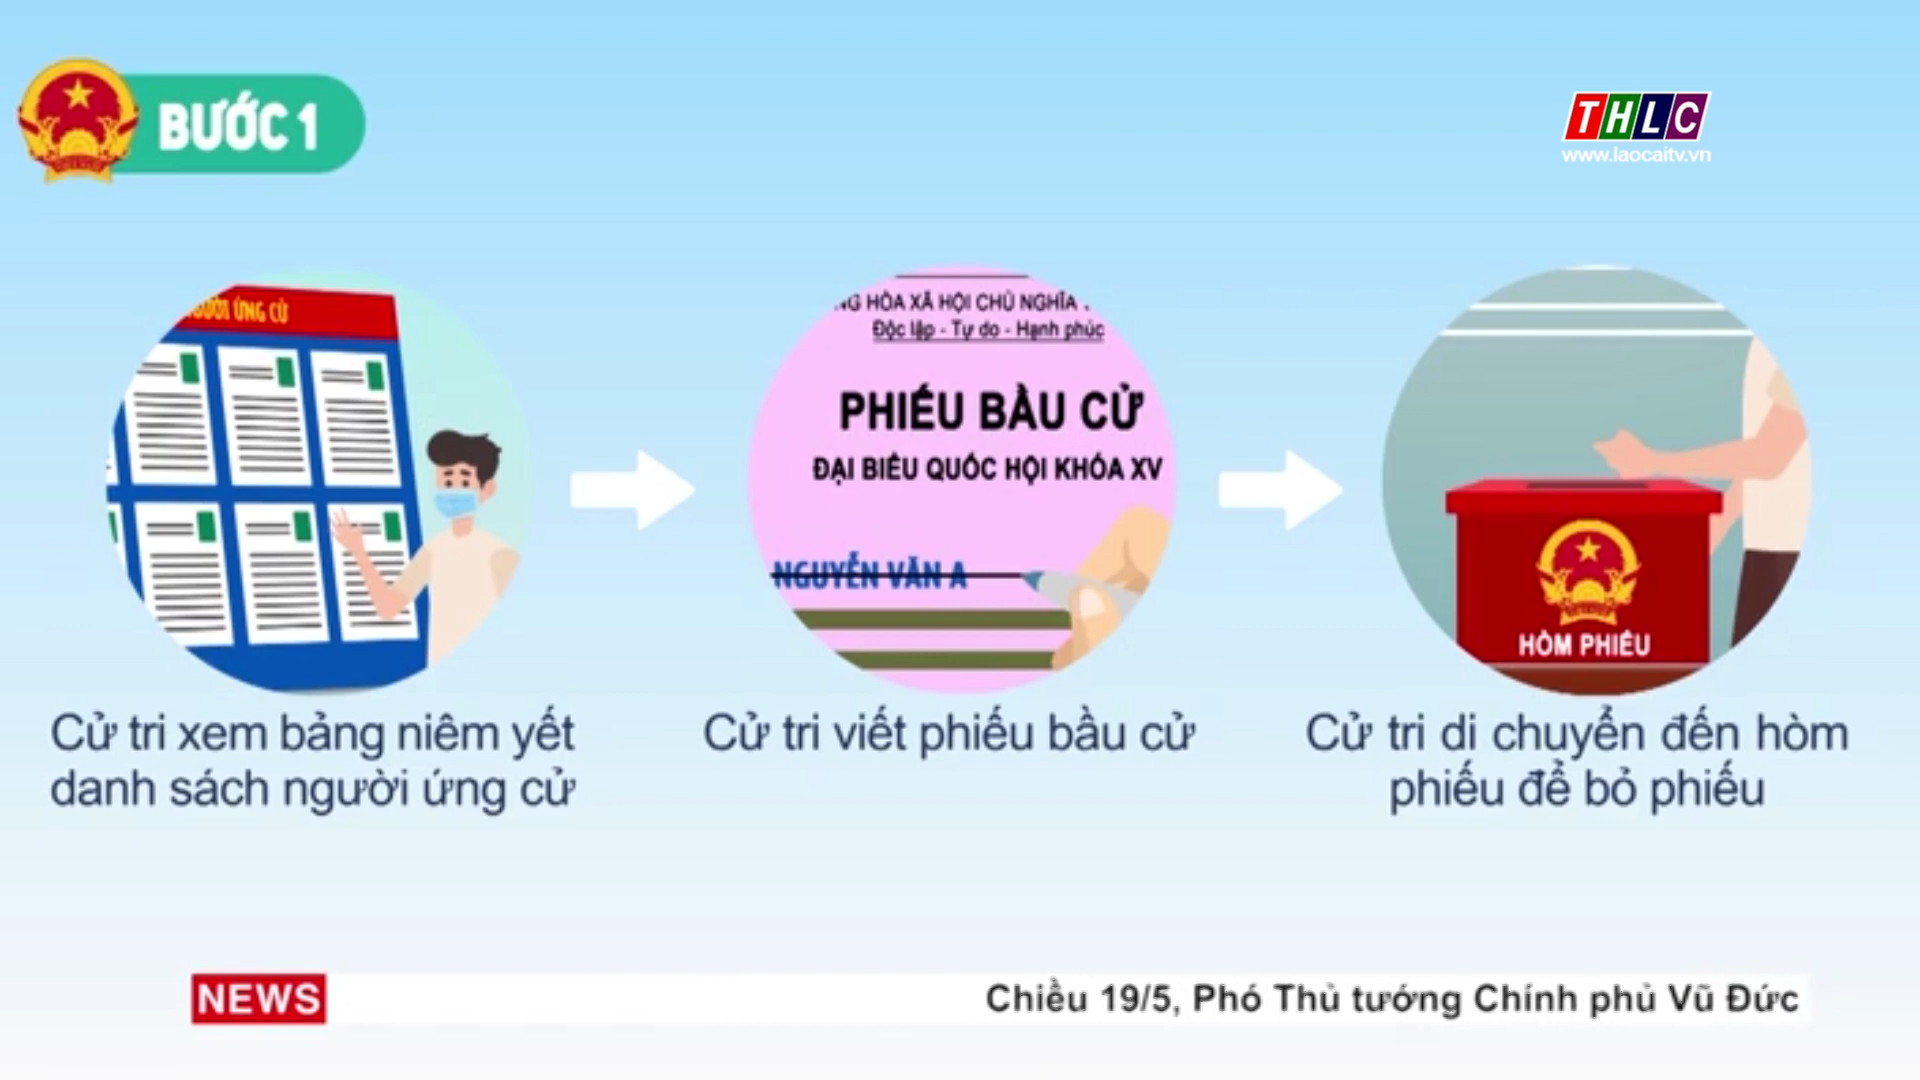 BƯỚC 1
THLC
www.laocaitv.vn
NGƯỜI ỨNG CỬ
HÒA XÃ HỘI CHỦ NGHĨA
Độc lập - Tự do - Hạnh phúc
PHIẾU BẦU CỬ
ĐẠI BIỂU QUỐC HỘI KHÓA XV
NGUYỄN VĂN A
HÒM PHIẾU
Cử tri xem bảng niêm yết
danh sách người ứng cử
Cử tri viết phiếu bầu cử
Cử tri di chuyển đến hòm
phiếu để bỏ phiếu
NEWS
Chiều 19/5, Phó Thủ tướng Chính phủ Vũ Đức